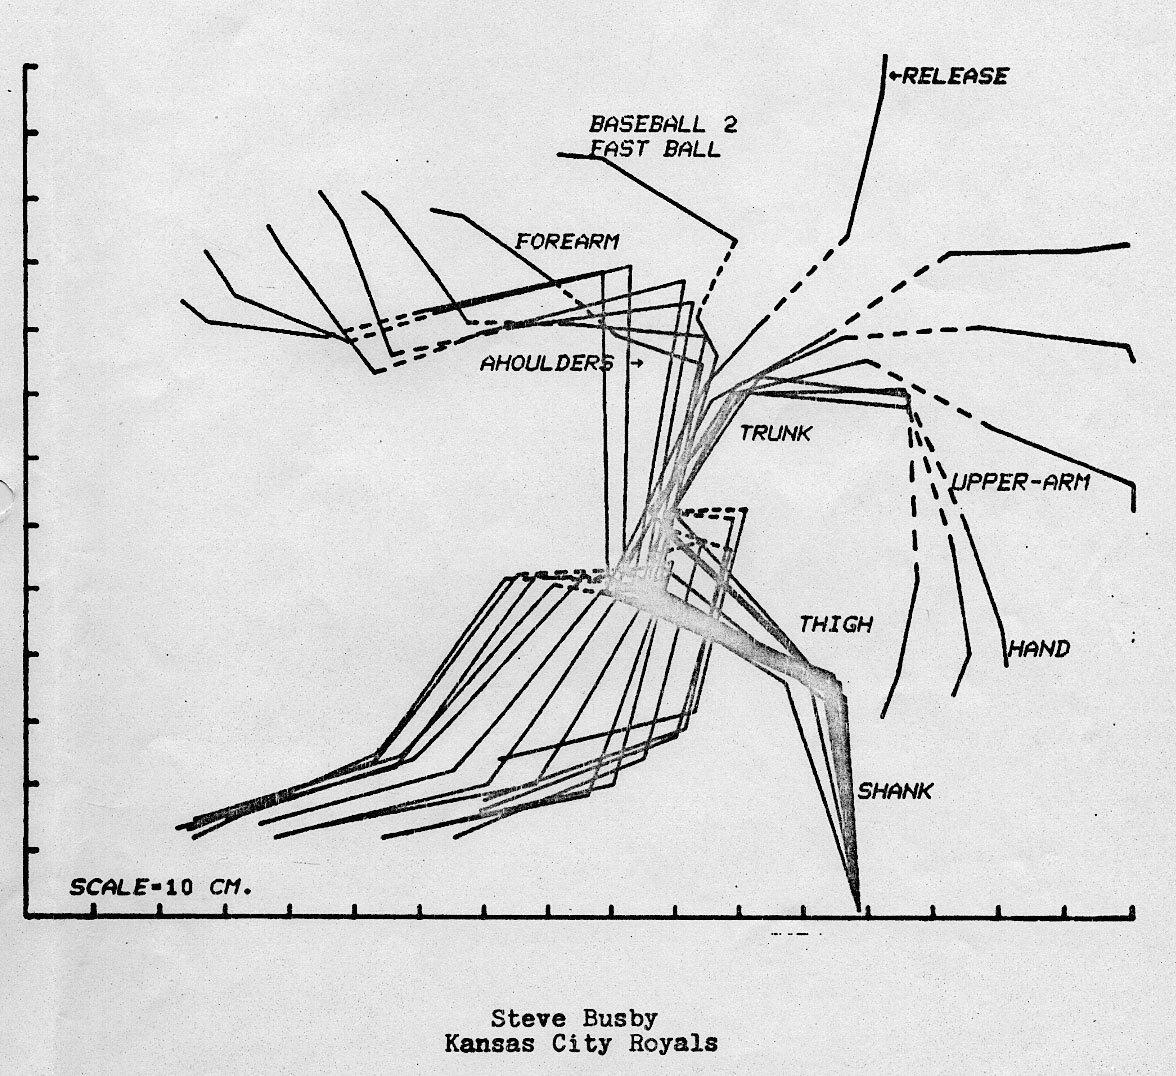 ←RELEASE
BASEBALL 2
FAST BALL
FOREARM
AHOULDERS →
TRUNK
UPPER-ARM
THIGH
HAND
SHANK
SCALE=10 CM.
Steve Busby
Kansas City Royals